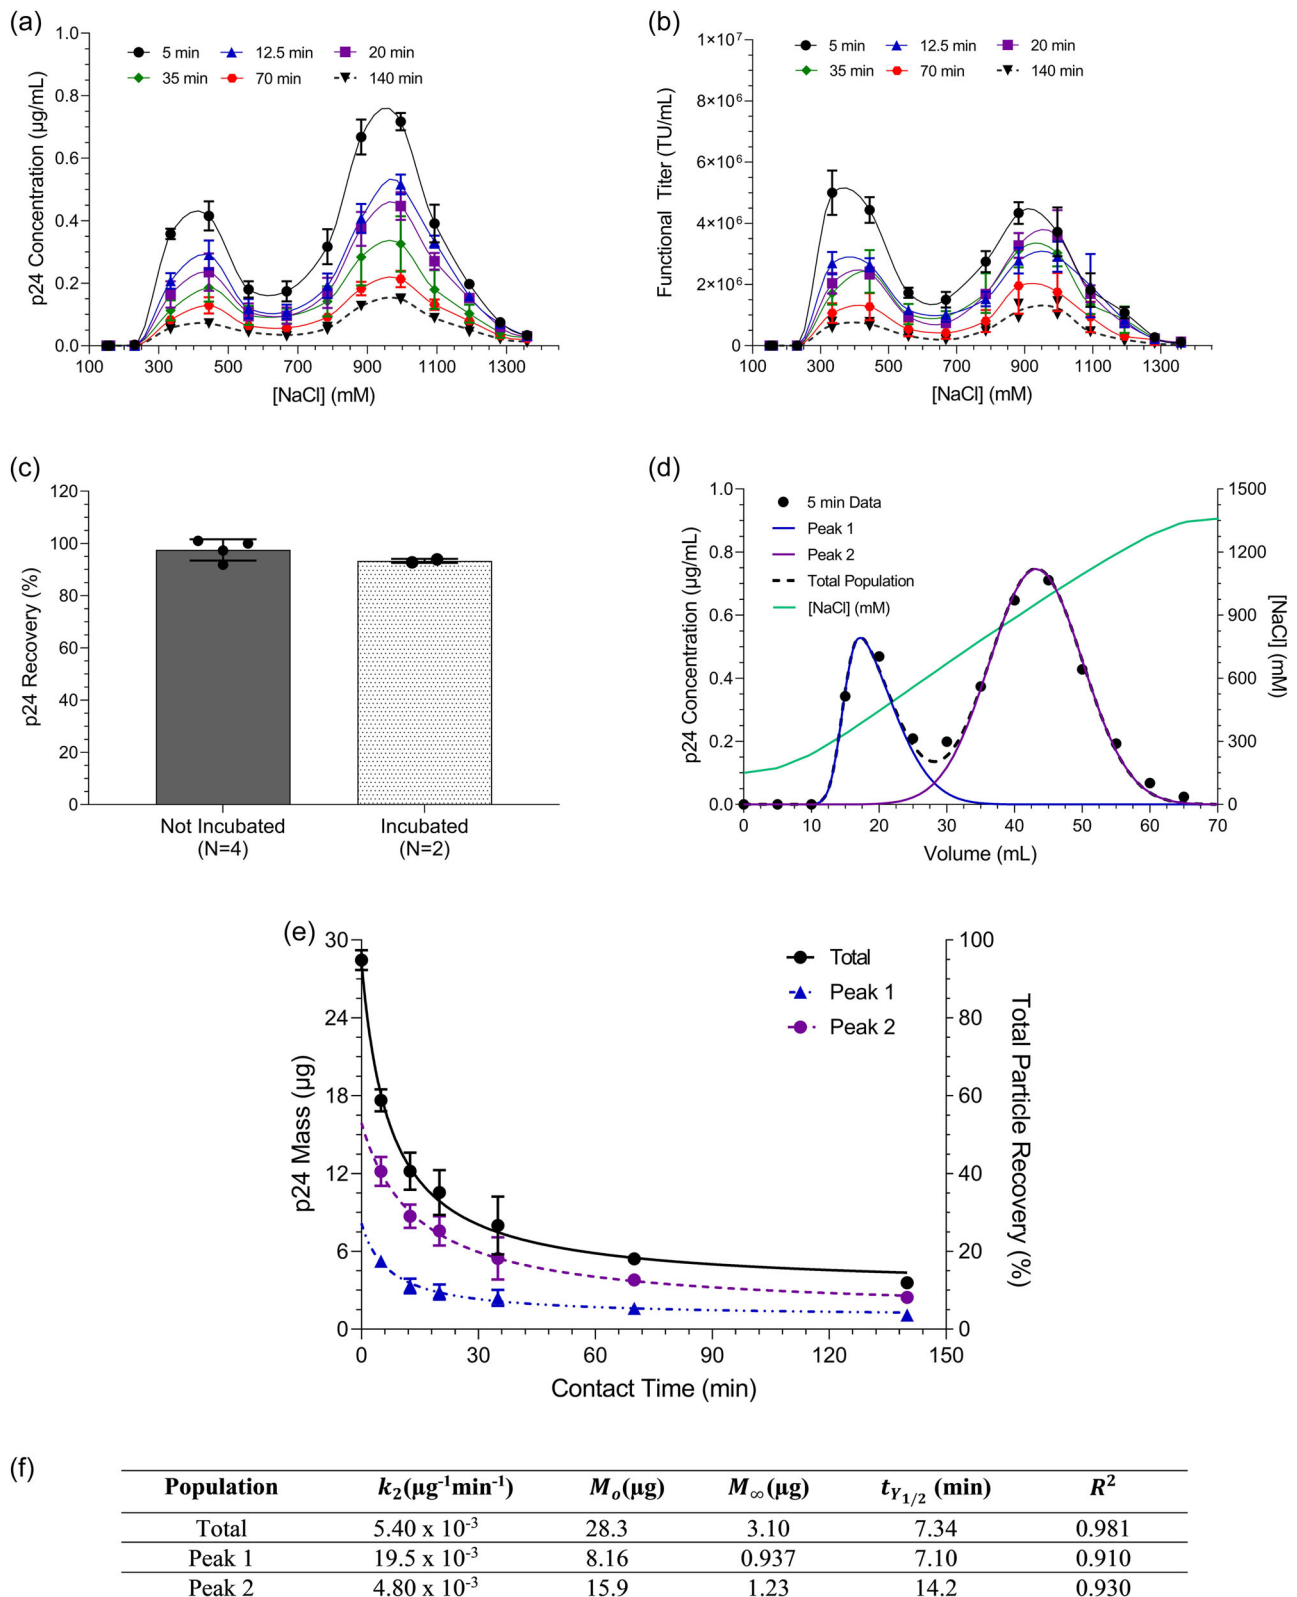 (a)
1.0
0.8
0.6
0.4
0.2
0.0
p24 Concentration (µg/mL)
5 min 12.5 min 20 min
35 min 70 min 140 min
100 300 500 700 900 1100 1300
[NaCl] (mM)
(b)
1×10⁷
8×10⁶
6×10⁶
4×10⁶
2×10⁶
0
Functional Titer (TU/mL)
5 min 12.5 min 20 min
35 min 70 min 140 min
100 300 500 700 900 1100 1300
[NaCl] (mM)
(c)
120
100
80
60
40
20
0
p24 Recovery (%)
Not Incubated
(N=4)
Incubated
(N=2)
(d)
1.0
0.8
0.6
0.4
0.2
0.0
p24 Concentration (µg/mL)
5 min Data
Peak 1
Peak 2
Total Population
[NaCl] (mM)
1500
1200
900
600
300
0
[NaCl] (mM)
0 10 20 30 40 50 60 70
Volume (mL)
(e)
30
24
18
12
6
0
p24 Mass (µg)
Total
Peak 1
Peak 2
100
80
60
40
20
0
Total Particle Recovery (%)
0 30 60 90 120 150
Contact Time (min)
(f)
Population k₂(µg⁻¹min⁻¹) Mₒ(µg) M∞(µg) t_Y₁/₂ (min) R²
Total 5.40 x 10⁻³ 28.3 3.10 7.34 0.981
Peak 1 19.5 x 10⁻³ 8.16 0.937 7.10 0.910
Peak 2 4.80 x 10⁻³ 15.9 1.23 14.2 0.930